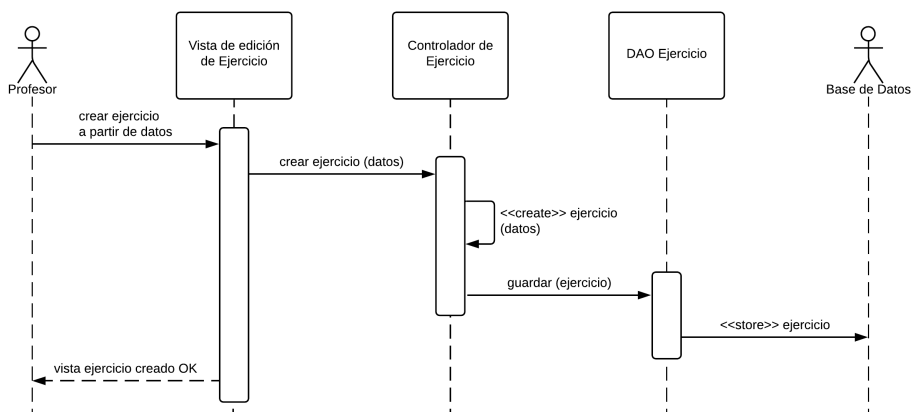 Vista de edición
de Ejercicio
Controlador de
Ejercicio
DAO Ejercicio
Profesor
Base de Datos
crear ejercicio
a partir de datos
crear ejercicio (datos)
<<create>> ejercicio
(datos)
guardar (ejercicio)
<<store>> ejercicio
vista ejercicio creado OK